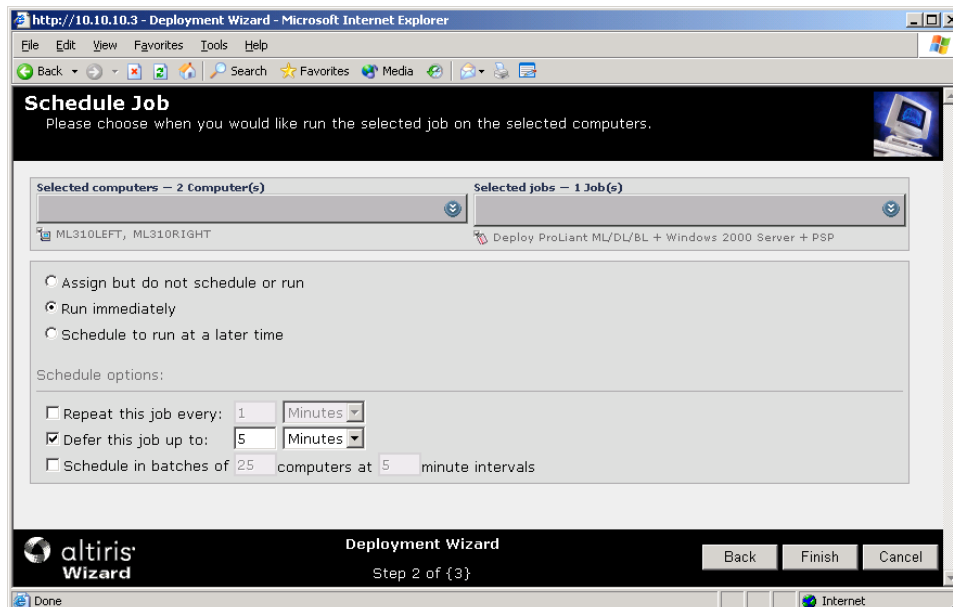 http://10.10.10.3 - Deployment Wizard - Microsoft Internet Explorer
File Edit View Favorites Tools Help
Back Search Favorites Media
Schedule Job
Please choose when you would like run the selected job on the selected computers.
Selected computers — 2 Computer(s) Selected jobs — 1 Job(s)
ML310LEFT, ML310RIGHT Deploy ProLiant ML/DL/BL + Windows 2000 Server + PSP
Assign but do not schedule or run
Run immediately
Schedule to run at a later time
Schedule options:
Repeat this job every: 1 Minutes
Defer this job up to: 5 Minutes
Schedule in batches of 25 computers at 5 minute intervals
altiris Deployment Wizard
Wizard Step 2 of {3} Back Finish Cancel
Done Internet